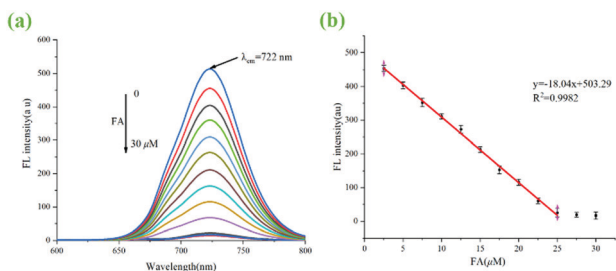 (a)
600
500
400
300
200
100
0
FL intensity(a u)
λem=722 nm
0
FA
30 μM
600
650
700
750
800
Wavelength(nm)
(b)
500
400
300
200
100
0
FL intensity(au)
y=-18.04x+503.29
R²=0.9982
0
5
10
15
20
25
30
FA(μM)